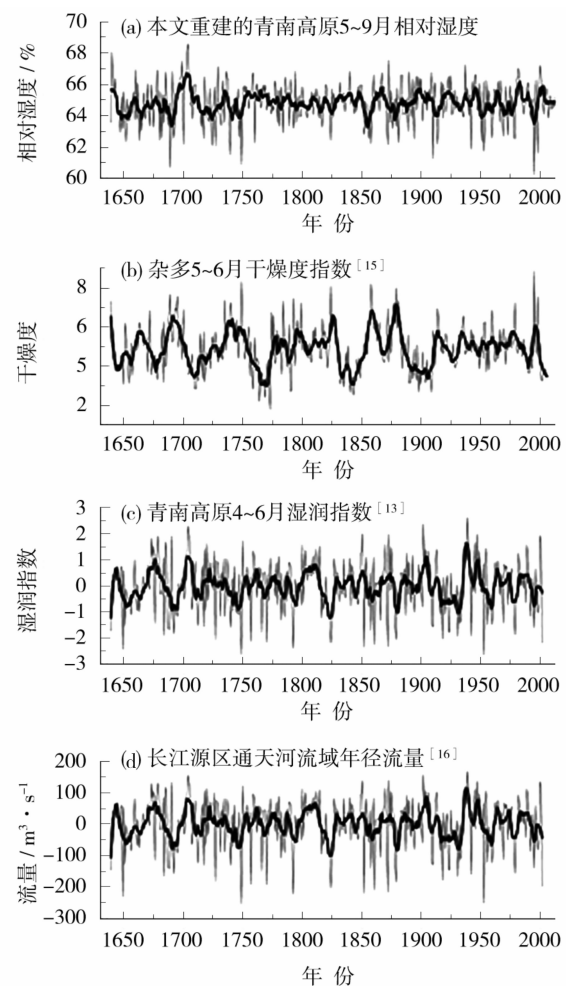 (a) 本文重建的青南高原5~9月相对湿度
70
68
66
64
62
60
相对湿度/%
1650 1700 1750 1800 1850 1900 1950 2000
年 份
(b) 杂多5~6月干燥度指数[15]
8
6
5
2
干燥度
1650 1700 1750 1800 1850 1900 1950 2000
年 份
(c) 青南高原4~6月湿润指数[13]
3
2
1
0
-1
-2
-3
湿润指数
1650 1700 1750 1800 1850 1900 1950 2000
年 份
(d) 长江源区通天河流域年径流量[16]
200
100
0
-100
-200
-300
流量/m³·s⁻¹
1650 1700 1750 1800 1850 1900 1950 2000
年 份